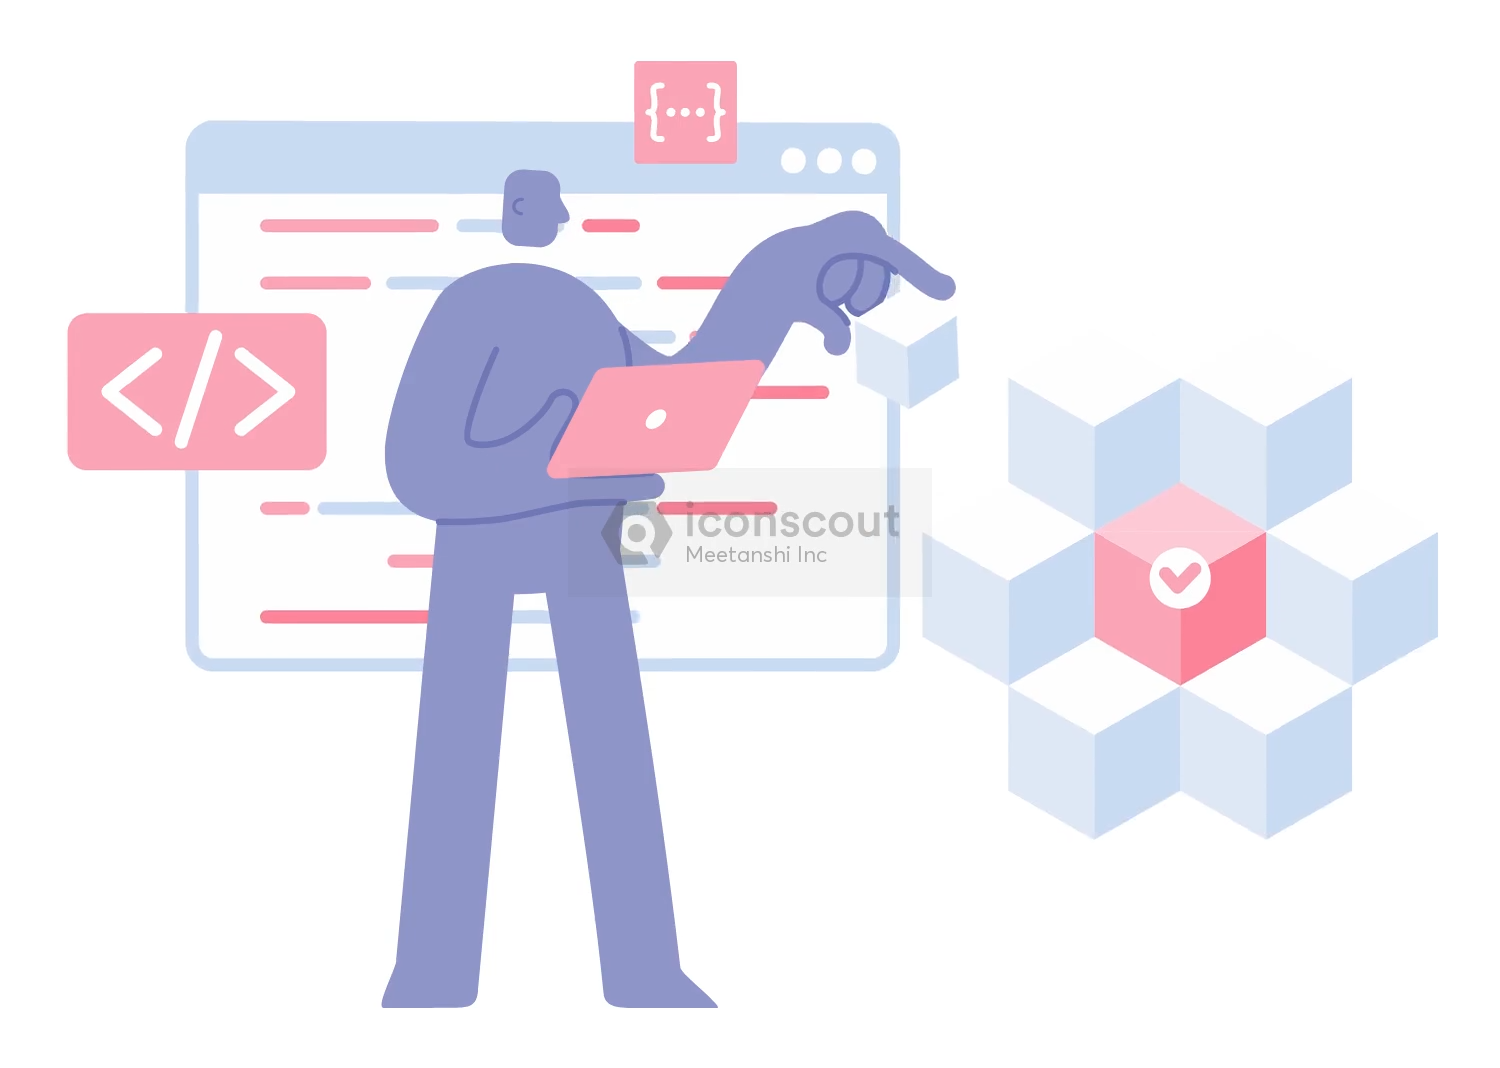 {...}
</>
iconscout
Meetanshi Inc